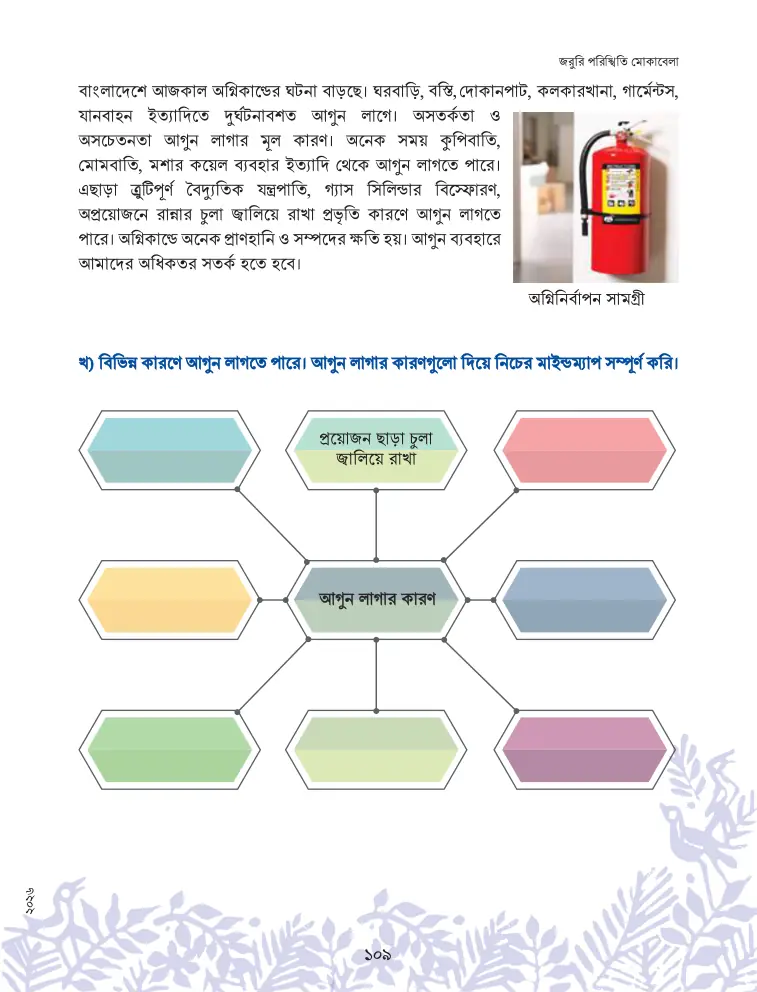 জরুরি পরিস্থিতি মোকাবেলা
বাংলাদেশে আজকাল অগ্নিকান্ডের ঘটনা বাড়ছে। ঘরবাড়ি, বস্তি, দোকানপাট, কলকারখানা, গার্মেন্টস,
যানবাহন ইত্যাদিতে দুর্ঘটনাবশত আগুন লাগে। অসতর্কতা ও
অসচেতনতা আগুন লাগার মূল কারণ। অনেক সময় কুপিবাতি,
মোমবাতি, মশার কয়েল ব্যবহার ইত্যাদি থেকে আগুন লাগতে পারে।
এছাড়া ত্রুটিপূর্ণ বৈদ্যুতিক যন্ত্রপাতি, গ্যাস সিলিন্ডার বিস্ফোরণ,
অপ্রয়োজনে রান্নার চুলা জ্বালিয়ে রাখা প্রভৃতি কারণে আগুন লাগতে
পারে। অগ্নিকান্ডে অনেক প্রাণহানি ও সম্পদের ক্ষতি হয়। আগুন ব্যবহারে
আমাদের অধিকতর সতর্ক হতে হবে।
অগ্নিনির্বাপন সামগ্রী
খ) বিভিন্ন কারণে আগুন লাগতে পারে। আগুন লাগার কারণগুলো দিয়ে নিচের মাইন্ডম্যাপ সম্পূর্ণ করি।
প্রয়োজন ছাড়া চুলা
জ্বালিয়ে রাখা
আগুন লাগার কারণ
২০২৬
১০৯